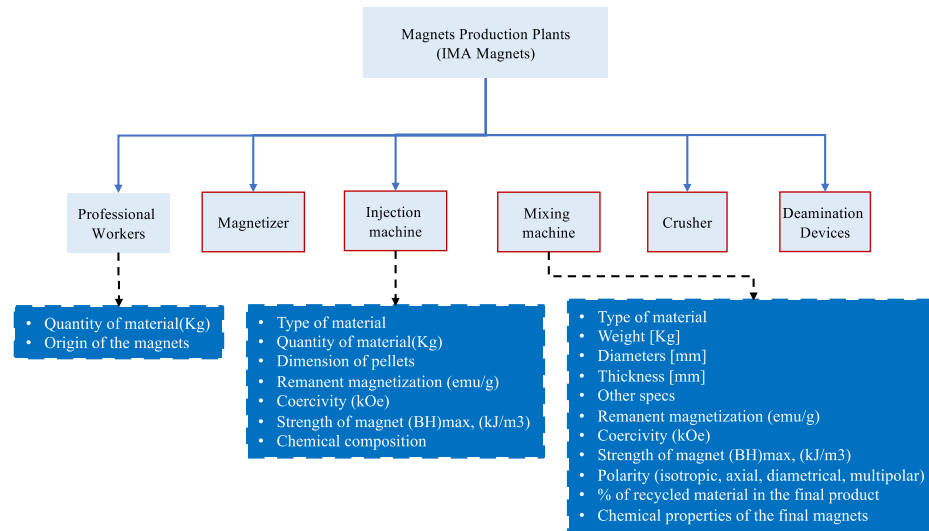 Magnets Production Plants
(IMA Magnets)
Professional
Workers
Magnetizer
Injection
machine
Mixing
machine
Crusher
Deamination
Devices
• Quantity of material(Kg)
• Origin of the magnets
• Type of material
• Quantity of material(Kg)
• Dimension of pellets
• Remanent magnetization (emu/g)
• Coercivity (kOe)
• Strength of magnet (BH)max, (kJ/m3)
• Chemical composition
• Type of material
• Weight [Kg]
• Diameters [mm]
• Thickness [mm]
• Other specs
• Remanent magnetization (emu/g)
• Coercivity (kOe)
• Strength of magnet (BH)max, (kJ/m3)
• Polarity (isotropic, axial, diametrical, multipolar)
• % of recycled material in the final product
• Chemical properties of the final magnets